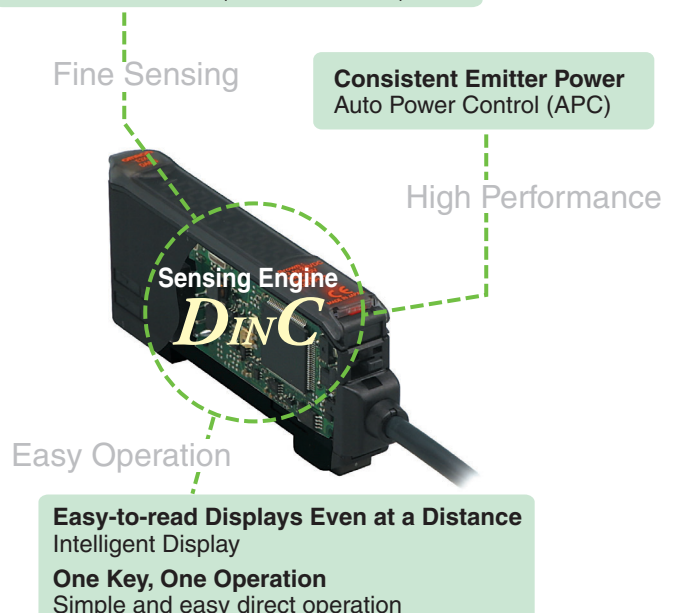 Fine Sensing
Consistent Emitter Power
Auto Power Control (APC)
High Performance
Sensing Engine
DINC
Easy Operation
Easy-to-read Displays Even at a Distance
Intelligent Display
One Key, One Operation
Simple and easy direct operation